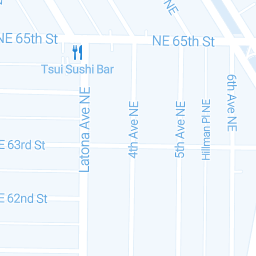 NE 65th St
NE 65th St
Tsui Sushi Bar
Latona Ave NE
4th Ave NE
5th Ave NE
Hillman Pl NE
6th Ave NE
E 63rd St
E 62nd St